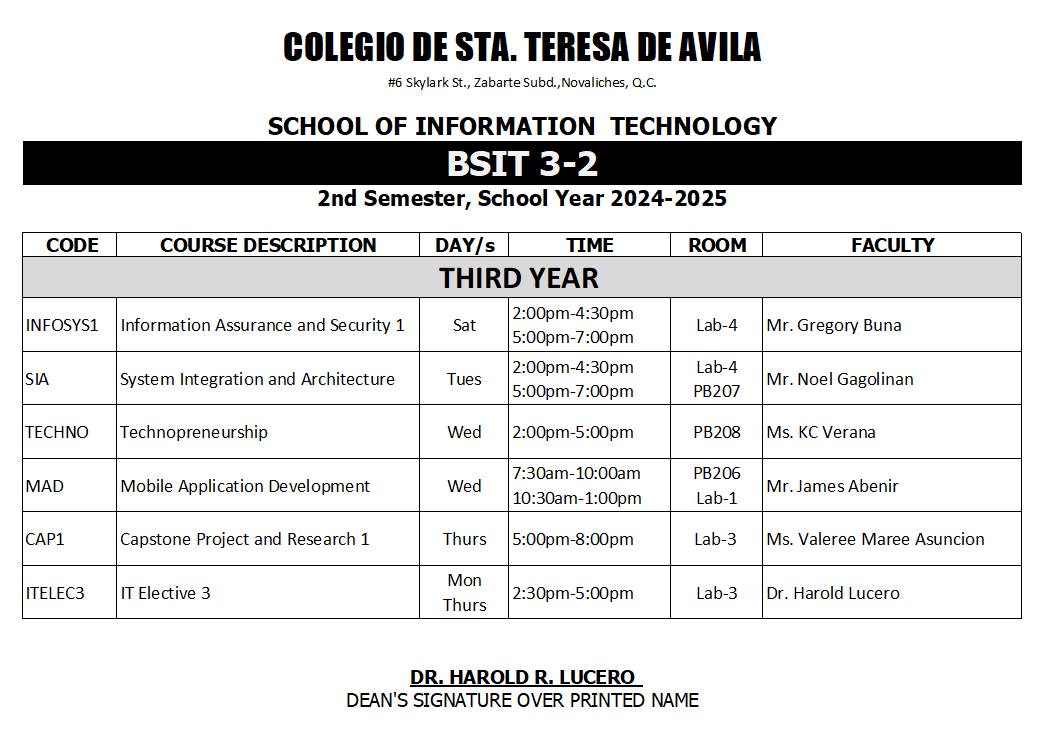 COLEGIO DE STA. TERESA DE AVILA
#6 Skylark St., Zabarte Subd.,Novaliches, Q.C.
SCHOOL OF INFORMATION TECHNOLOGY
BSIT 3-2
2nd Semester, School Year 2024-2025
CODE COURSE DESCRIPTION DAY/s TIME ROOM FACULTY
THIRD YEAR
INFOSYS1 Information Assurance and Security 1 Sat 2:00pm-4:30pm Lab-4 Mr. Gregory Buna
5:00pm-7:00pm
SIA System Integration and Architecture Tues 2:00pm-4:30pm Lab-4 Mr. Noel Gagolinan
5:00pm-7:00pm PB207
TECHNO Technopreneurship Wed 2:00pm-5:00pm PB208 Ms. KC Verana
MAD Mobile Application Development Wed 7:30am-10:00am PB206 Mr. James Abenir
10:30am-1:00pm Lab-1
CAP1 Capstone Project and Research 1 Thurs 5:00pm-8:00pm Lab-3 Ms. Valeree Maree Asuncion
ITELEC3 IT Elective 3 Mon 2:30pm-5:00pm Lab-3 Dr. Harold Lucero
Thurs
DR. HAROLD R. LUCERO
DEAN'S SIGNATURE OVER PRINTED NAME